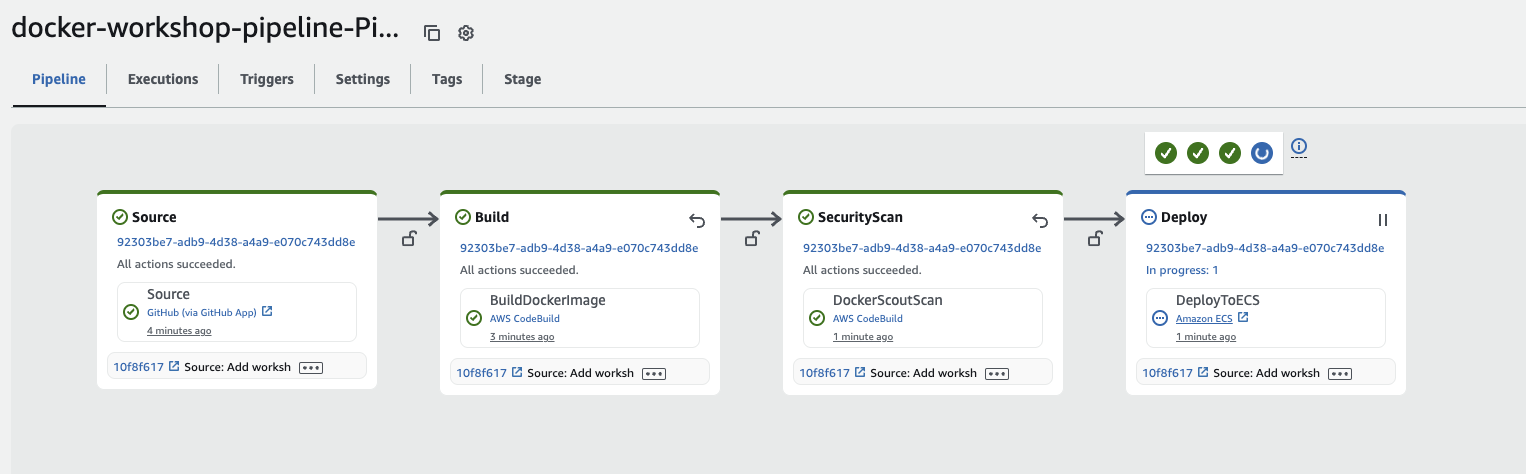 docker-workshop-pipeline-Pi...
Pipeline
Executions
Triggers
Settings
Tags
Stage
Source
92303be7-adb9-4d38-a4a9-e070c743dd8e
All actions succeeded.
Source
GitHub (via GitHub App)
4 minutes ago
10f8f617 Source: Add worksh
Build
92303be7-adb9-4d38-a4a9-e070c743dd8e
All actions succeeded.
BuildDockerImage
AWS CodeBuild
3 minutes ago
10f8f617 Source: Add worksh
SecurityScan
92303be7-adb9-4d38-a4a9-e070c743dd8e
All actions succeeded.
DockerScoutScan
AWS CodeBuild
1 minute ago
10f8f617 Source: Add worksh
Deploy
92303be7-adb9-4d38-a4a9-e070c743dd8e
In progress: 1
DeployToECS
Amazon ECS
1 minute ago
10f8f617 Source: Add worksh